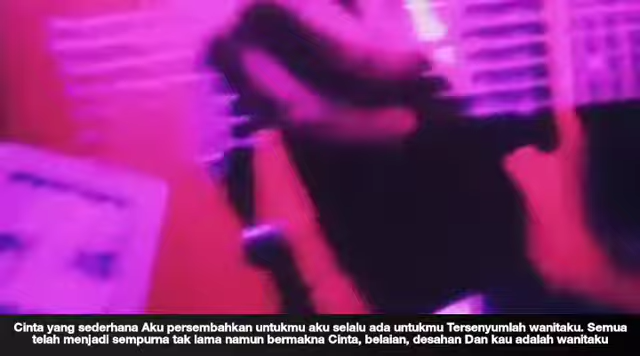 Cinta yang sederhana Aku persembahkan untukmu aku selalu ada untukmu Tersenyumlah wanitaku. Semua
telah menjadi sempurna tak lama namun bermakna Cinta, belaian, desahan Dan kau adalah wanitaku